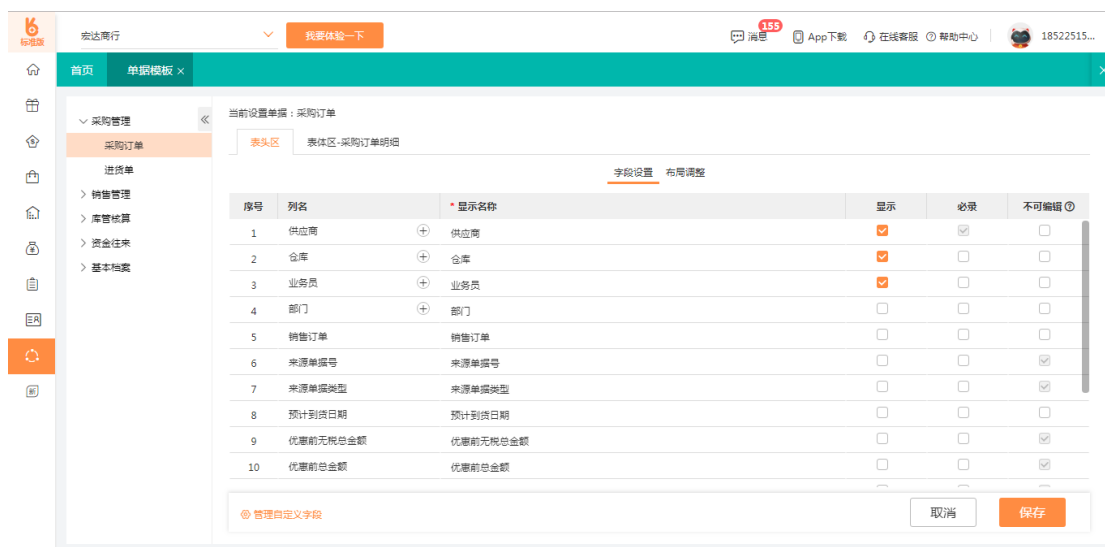 标准版
宏达商行
我要体验一下
消息
155
App下载
在线客服
帮助中心
18522515...
首页
单据模板 ×
采购管理
采购订单
进货单
销售管理
库管核算
资金往来
基本档案
当前设置单据：采购订单
表头区 表体区-采购订单明细
字段设置 布局调整
序号 列名 * 显示名称 显示 必录 不可编辑
1 供应商 供应商
2 仓库 仓库
3 业务员 业务员
4 部门 部门
5 销售订单 销售订单
6 来源单据号 来源单据号
7 来源单据类型 来源单据类型
8 预计到货日期 预计到货日期
9 优惠前无税总金额 优惠前无税总金额
10 优惠前总金额 优惠前总金额
管理自定义字段
取消
保存
新